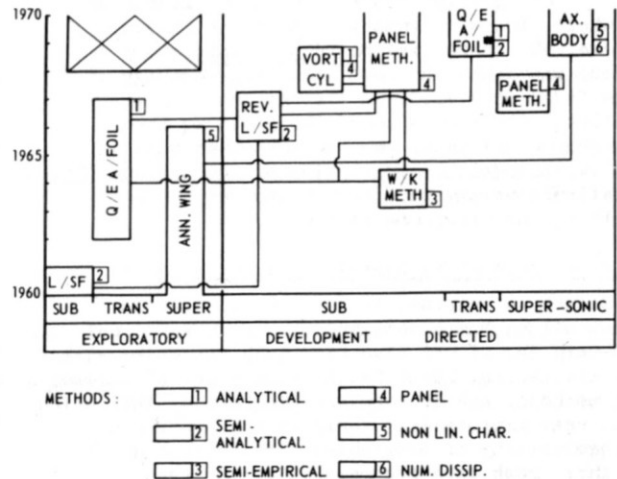 1970
1965
1960
Q/E A/FOIL
1
ANN. WING
5
L/SF
2
REV.
L/SF
2
VORT
CYL
1
4
PANEL
METH.
4
W/K
METH
3
Q/E
A/
FOIL
1
2
PANEL
METH.
4
AX.
BODY
5
6
SUB TRANS SUPER SUB TRANS SUPER-SONIC
EXPLORATORY DEVELOPMENT DIRECTED
METHODS :
1 ANALYTICAL
2 SEMI-
ANALYTICAL
3 SEMI-EMPIRICAL
4 PANEL
5 NON LIN. CHAR.
6 NUM. DISSIP.